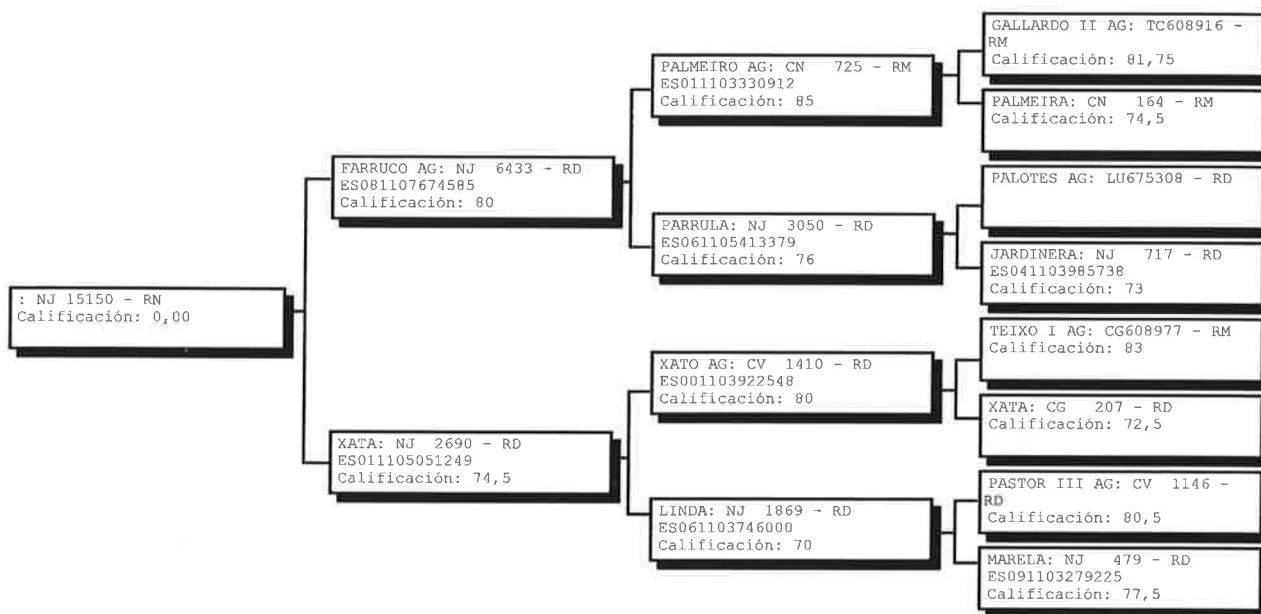 GALLARDO II AG: TC608916 -
RM
Calificación: 81,75
PALMEIRO AG: CN 725 - RM
ES011103330912
Calificación: 85
PALMEIRA: CN 164 - RM
Calificación: 74,5
FARRUCO AG: NJ 6433 - RD
ES081107674585
Calificación: 80
PALOTES AG: LU675308 - RD
PARRULA: NJ 3050 - RD
ES061105413379
Calificación: 76
JARDINERA: NJ 717 - RD
ES041103985738
Calificación: 73
: NJ 15150 - RN
Calificación: 0,00
TEIXO I AG: CG608977 - RM
Calificación: 83
XATO AG: CV 1410 - RD
ES001103922548
Calificación: 80
XATA: CG 207 - RD
Calificación: 72,5
XATA: NJ 2690 - RD
ES011105051249
Calificación: 74,5
PASTOR III AG: CV 1146 -
RD
Calificación: 80,5
LINDA: NJ 1869 - RD
ES061103746000
Calificación: 70
MARELA: NJ 479 - RD
ES091103279225
Calificación: 77,5